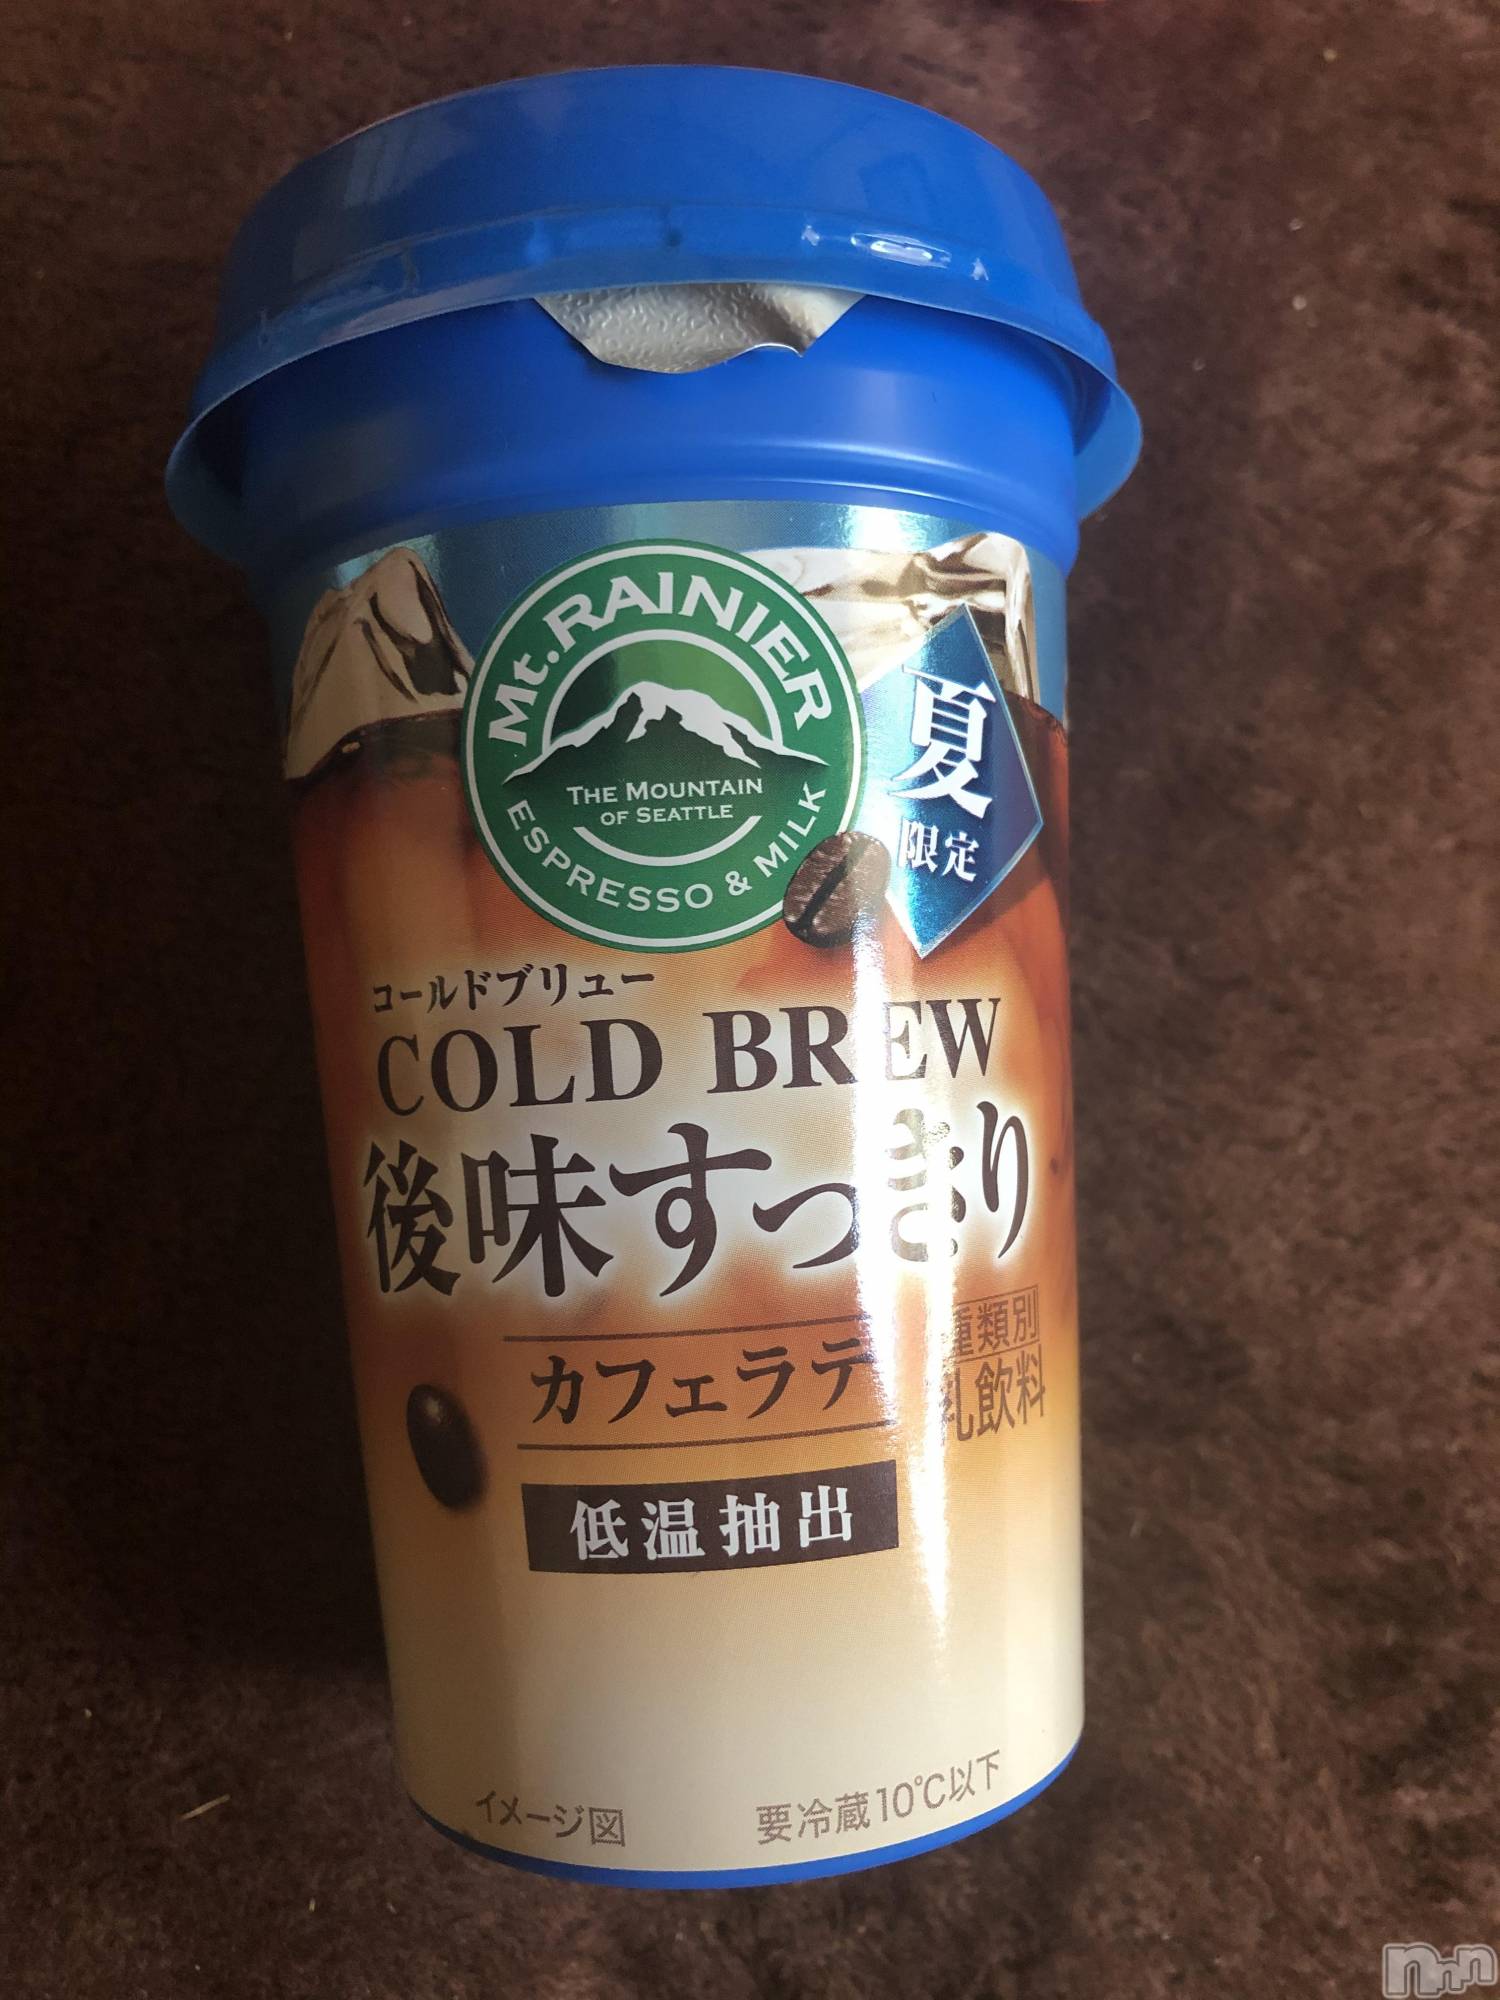 Mt. RAINIER
THE MOUNTAIN
OF SEATTLE
ESPRESSO & MILK
夏
限定
コールドブリュー
COLD BREW
後味すっきり
種類別
カフェラテ
乳飲料
低温抽出
イメージ図
要冷蔵10℃以下